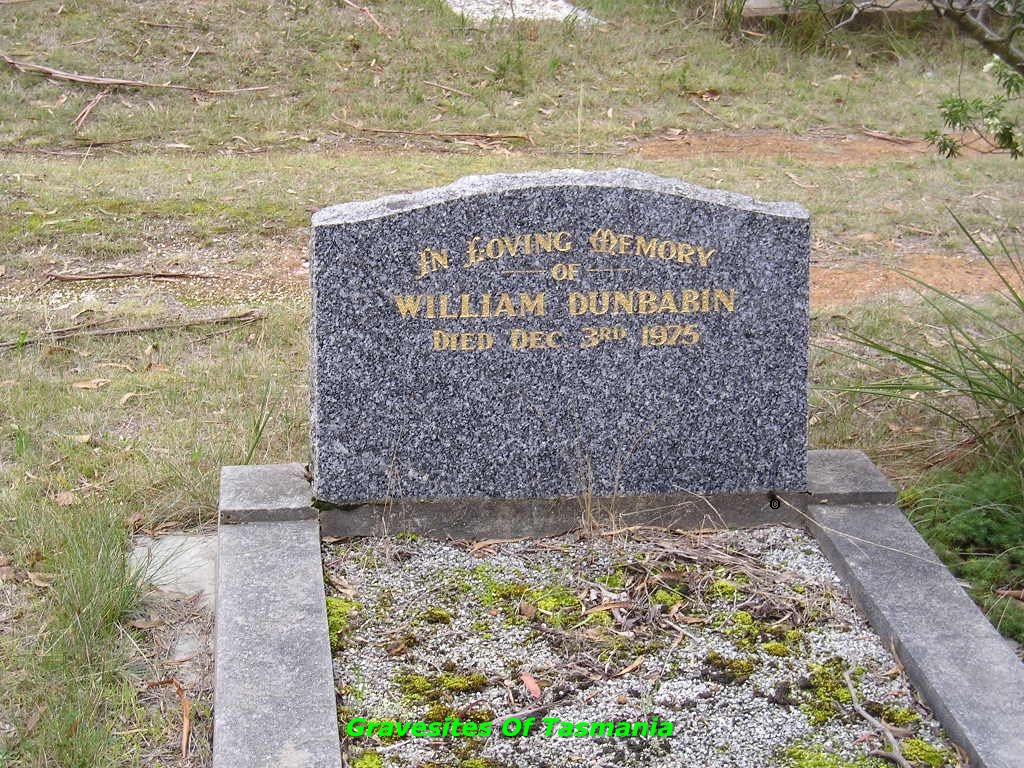 In Loving Memory
of
William Dunbabin
Died Dec. 3rd 1975
©
Gravesites Of Tasmania